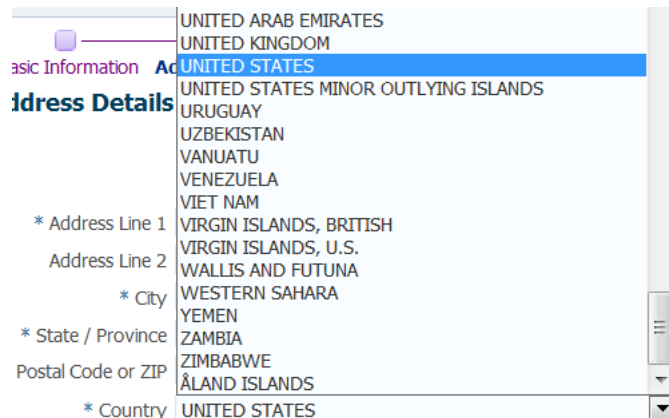 UNITED ARAB EMIRATES
UNITED KINGDOM
asic Information Ad UNITED STATES
UNITED STATES MINOR OUTLYING ISLANDS
ddress Details
URUGUAY
UZBEKISTAN
VANUATU
VENEZUELA
VIET NAM
* Address Line 1 VIRGIN ISLANDS, BRITISH
VIRGIN ISLANDS, U.S.
Address Line 2
WALLIS AND FUTUNA
* City WESTERN SAHARA
YEMEN
* State / Province ZAMBIA
ZIMBABWE
Postal Code or ZIP
ÅLAND ISLANDS
* Country UNITED STATES